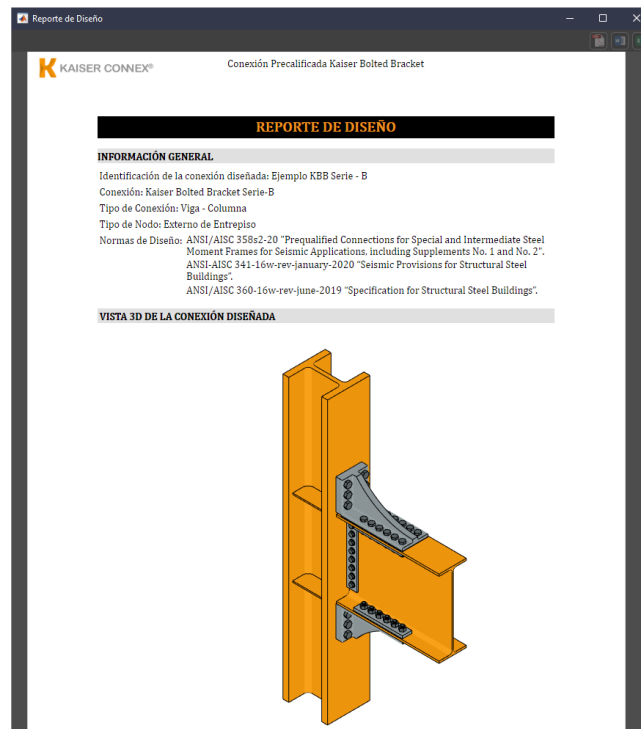 Reporte de Diseño
KAISER CONNEX®
Conexión Precalificada Kaiser Bolted Bracket
REPORTE DE DISEÑO
INFORMACIÓN GENERAL
Identificación de la conexión diseñada: Ejemplo KBB Serie - B
Conexión: Kaiser Bolted Bracket Serie-B
Tipo de Conexión: Viga - Columna
Tipo de Nodo: Externo de Entrepiso
Normas de Diseño: ANSI/AISC 358s2-20 "Prequalified Connections for Special and Intermediate Steel
Moment Frames for Seismic Applications, including Supplements No. 1 and No. 2".
ANSI-AISC 341-16w-rev-january-2020 "Seismic Provisions for Structural Steel
Buildings".
ANSI/AISC 360-16w-rev-june-2019 "Specification for Structural Steel Buildings".
VISTA 3D DE LA CONEXIÓN DISEÑADA